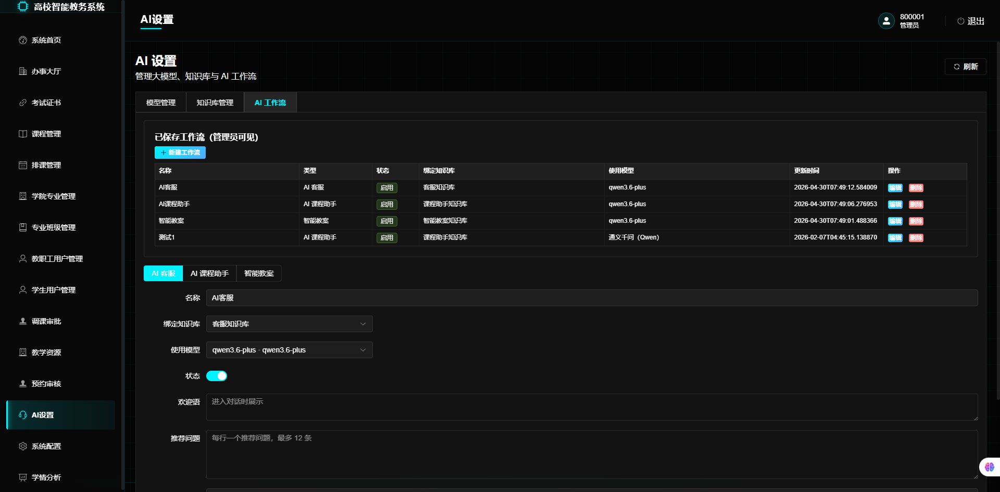 高校智能教务系统
系统首页
办事大厅
考试证书
课程管理
排课管理
学院专业管理
专业班级管理
教职工用户管理
学生用户管理
调课审批
教学资源
预约审核
AI设置
系统配置
学情分析
AI设置
800001
管理员
退出
AI 设置
管理大模型、知识库与 AI 工作流
刷新
模型管理 知识库管理 AI 工作流
已保存工作流（管理员可见）
+ 新建工作流
名称 类型 状态 绑定知识库 使用模型 更新时间 操作
AI客服 AI 客服 启用 客服知识库 qwen3.6-plus 2026-04-30T07:49:12.584009 编辑 删除
AI课程助手 AI 课程助手 启用 课程助手知识库 qwen3.6-plus 2026-04-30T07:49:06.276953 编辑 删除
智能教案 智能教案 启用 智能教案知识库 qwen3.6-plus 2026-04-30T07:49:01.488366 编辑 删除
测试1 AI 课程助手 启用 课程助手知识库 通义千问（Qwen） 2026-02-07T04:45:15.138870 编辑 删除
AI 客服 AI 课程助手 智能教案
名称 AI客服
绑定知识库 客服知识库
使用模型 qwen3.6-plus · qwen3.6-plus
状态
欢迎语 进入对话时展示
推荐问题 每行一个推荐问题，最多 12 条